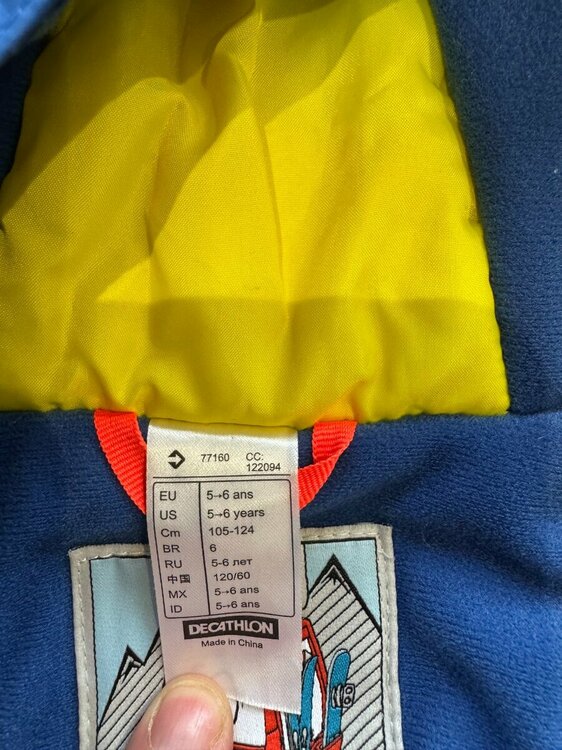 77160 CC: 122094
EU 5→6 ans
US 5→6 years
Cm 105-124
BR 6
RU 5-6 лет
中国 120/60
MX 5→6 ans
ID 5→6 ans
DECATHLON
Made in China